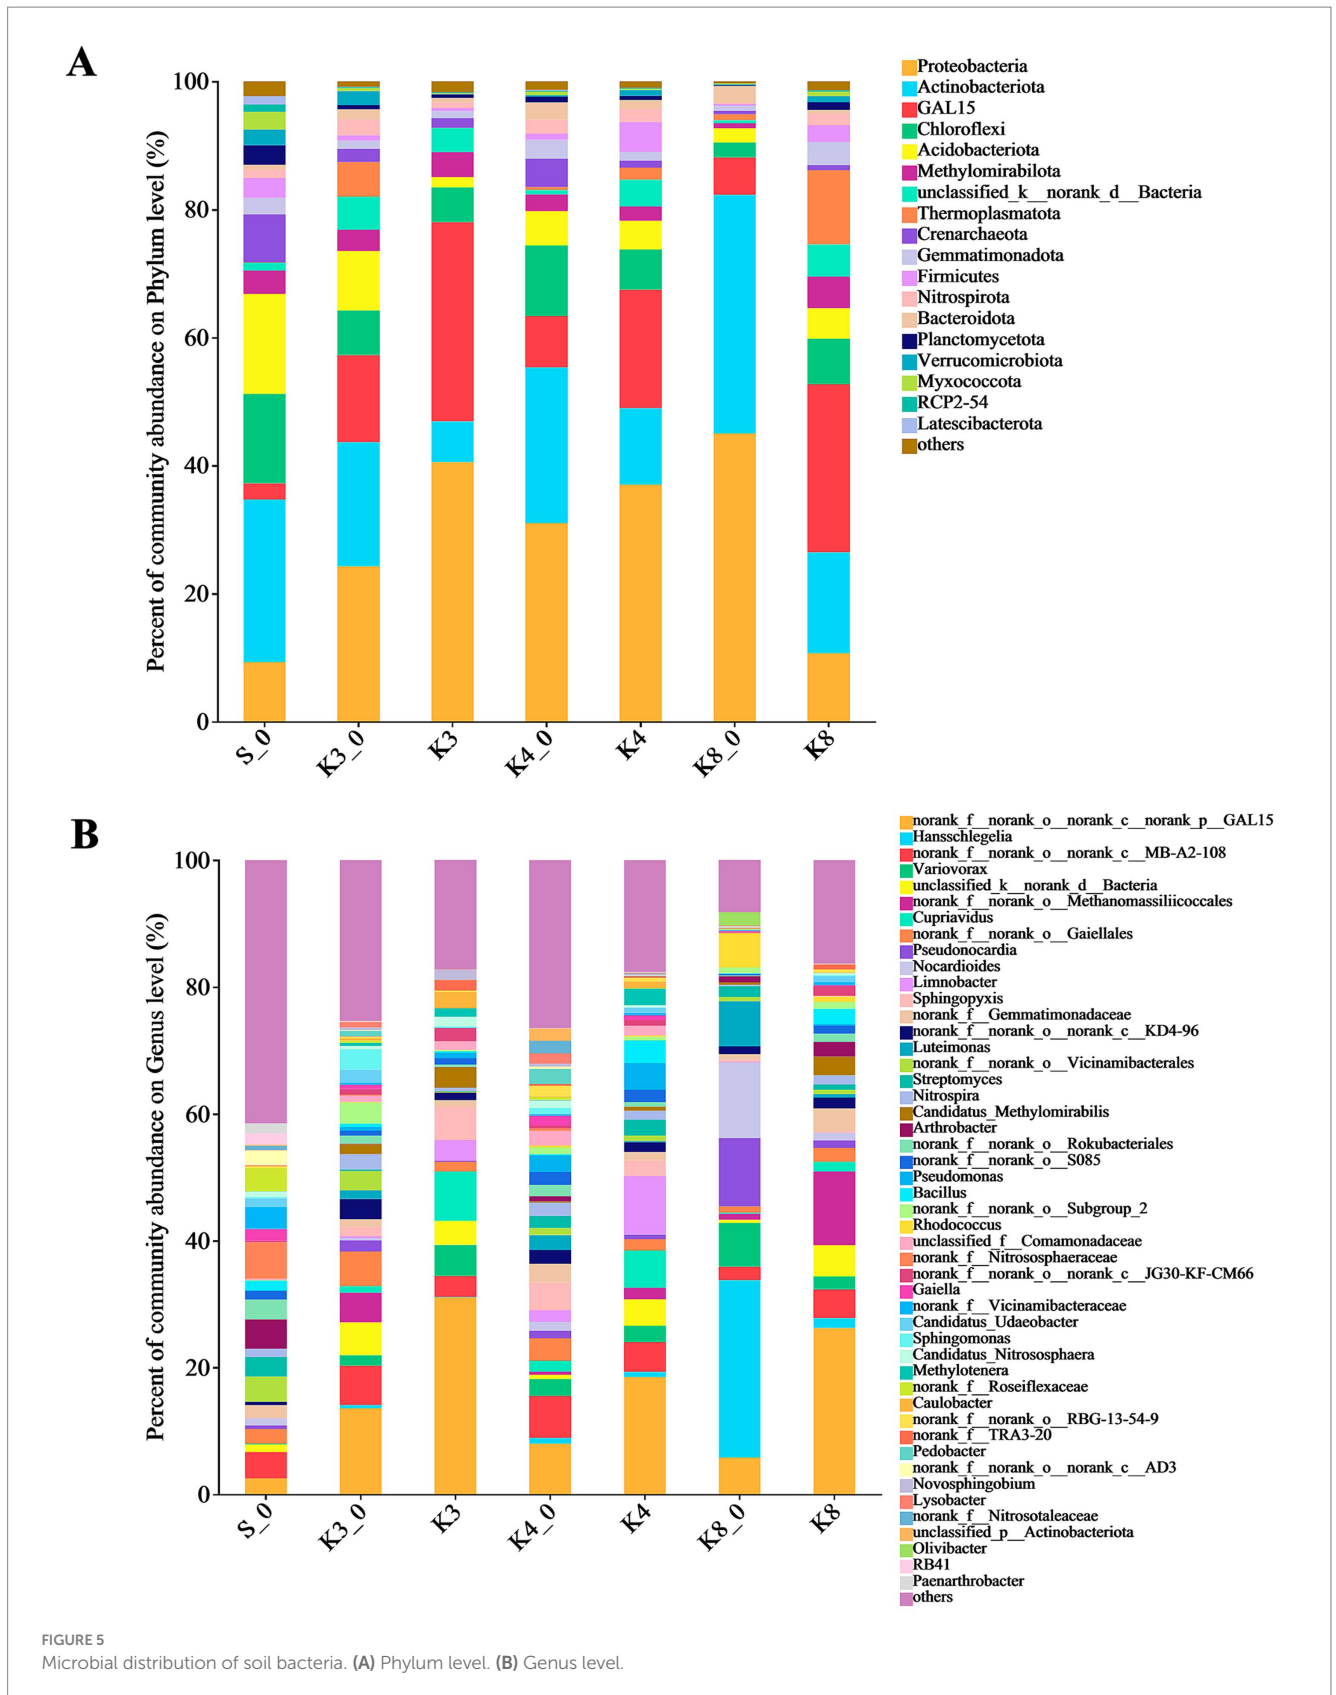 A
Percent of community abundance on Phylum level (%)
100
80
60
40
20
0
S_0
K3_0
K3
K4_0
K4
K8_0
K8
Proteobacteria
Actinobacteriota
GAL15
Chloroflexi
Acidobacteriota
Methylomirabilota
unclassified_k__norank_d__Bacteria
Thermoplasmatota
Crenarchaeota
Gemmatimonadota
Firmicutes
Nitrospirota
Bacteroidota
Planctomycetota
Verrucomicrobiota
Myxococcota
RCP2-54
Latescibacterota
others
B
Percent of community abundance on Genus level (%)
100
80
60
40
20
0
S_0
K3_0
K3
K4_0
K4
K8_0
K8
norank_f__norank_o__norank_c__norank_p__GAL15
Hansschlegelia
norank_f__norank_o__norank_c__MB-A2-108
Variovorax
unclassified_k__norank_d__Bacteria
norank_f__norank_o__Methanomassiliicoccales
Cupriavidus
norank_f__norank_o__Gaiellales
Pseudonocardia
Nocardioides
Limnobacter
Sphingopyxis
norank_f__Gemmatimonadaceae
norank_f__norank_o__norank_c__KD4-96
Luteimonas
norank_f__norank_o__Vicinamibacterales
Streptomyces
Nitrospira
Candidatus_Methylomirabilis
Arthrobacter
norank_f__norank_o__Rokubacteriales
norank_f__norank_o__S085
Pseudomonas
Bacillus
norank_f__norank_o__Subgroup_2
Rhodococcus
unclassified_f__Comamonadaceae
norank_f__Nitrososphaeraceae
norank_f__norank_o__norank_c__JG30-KF-CM66
Gaiella
norank_f__Vicinamibacteraceae
Candidatus_Udaeobacter
Sphingomonas
Candidatus_Nitrososphaera
Methylotenera
norank_f__Roseiflexaceae
Caulobacter
norank_f__norank_o__RBG-13-54-9
norank_f__TRA3-20
Pedobacter
norank_f__norank_o__norank_c__AD3
Novosphingobium
Lysobacter
norank_f__Nitrosotaleaceae
unclassified_p__Actinobacteriota
Olivibacter
RB41
Paenarthrobacter
others
FIGURE 5
Microbial distribution of soil bacteria. (A) Phylum level. (B) Genus level.